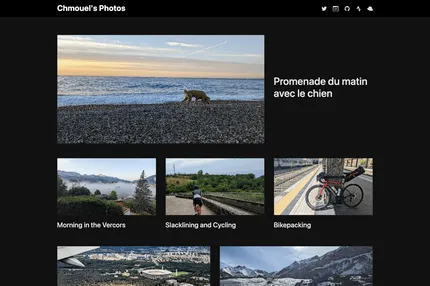 Chmouel's Photos
Promenade du matin
avec le chien
Morning in the Vercors
Slacklining and Cycling
Bikepacking